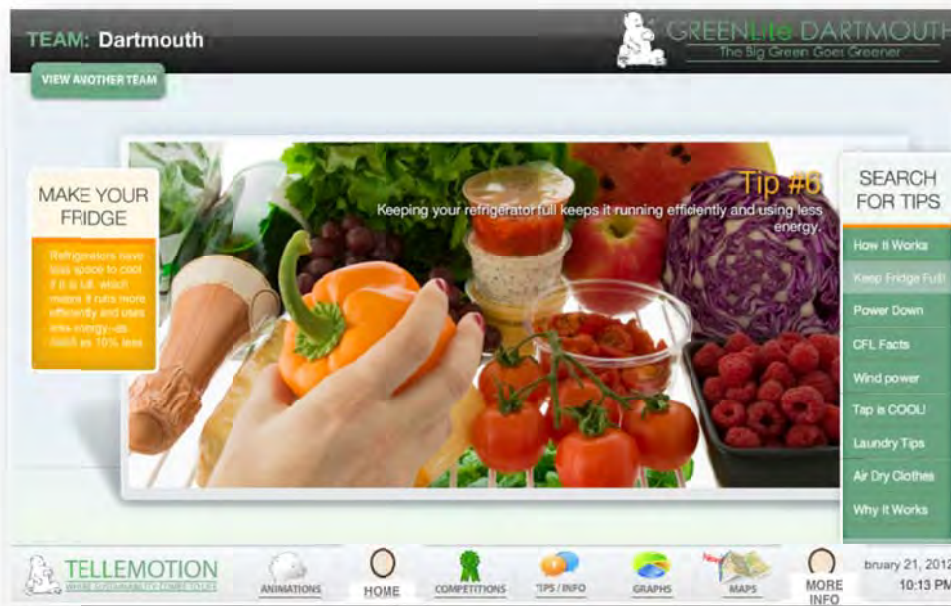 TEAM: Dartmouth
GREENLite DARTMOUTH
The Big Green Goes Greener
VIEW ANOTHER TEAM
MAKE YOUR
FRIDGE
Refrigerators have
less space to cool
if it is full, which
means it runs more
efficiently and uses
less energy--as
much as 10% less
Tip #6
Keeping your refrigerator full keeps it running efficiently and using less
energy.
SEARCH
FOR TIPS
How It Works
Keep Fridge Full!
Power Down
CFL Facts
Wind power
Tap is COOL!
Laundry Tips
Air Dry Clothes
Why It Works
TELLEMOTION
ANIMATIONS
HOME
COMPETITIONS
TIPS / INFO
GRAPHS
New
MAPS
MORE
INFO
bruary 21, 2012
10:13 PM